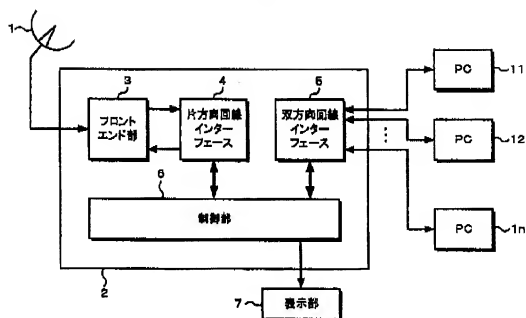 1
3
4
5
11
PC
フロント
エンド部
片方向回線
インター
フェース
双方向回線
インター
フェース
12
PC
⋮
6
制御部
1n
PC
2
7
表示部